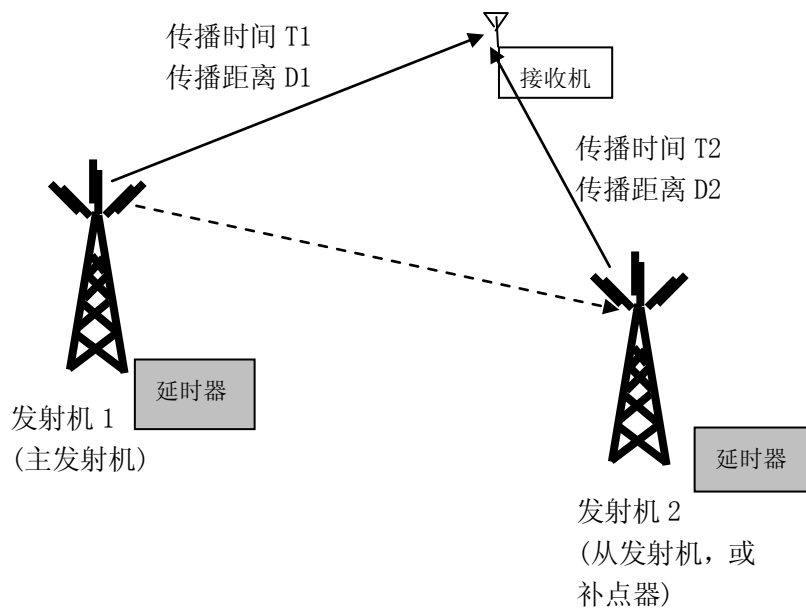 传播时间 T1
传播距离 D1
接收机
传播时间 T2
传播距离 D2
延时器
发射机 1
(主发射机)
延时器
发射机 2
(从发射机，或
补点器)